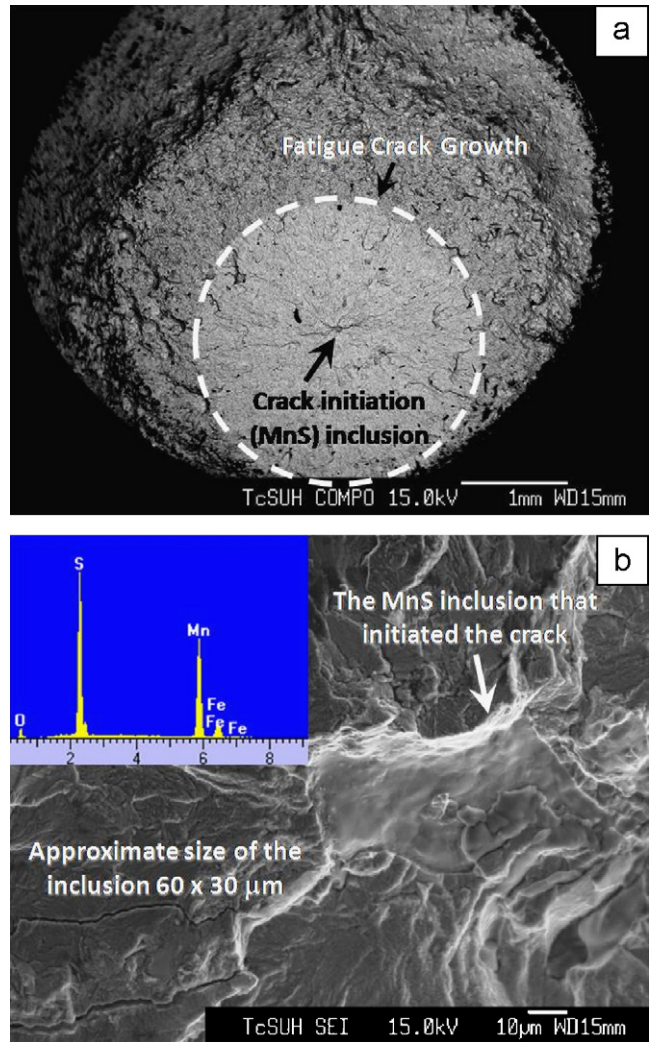 a
Fatigue Crack Growth
Crack initiation
(MnS) inclusion
TcSUH COMPO 15.0kV 1mm WD15mm
b
S
Mn
Fe
Fe
Fe
O
2 4 6 8
The MnS inclusion that
initiated the crack
Approximate size of the
inclusion 60 x 30 μm
TcSUH SEI 15.0kV 10μm WD15mm